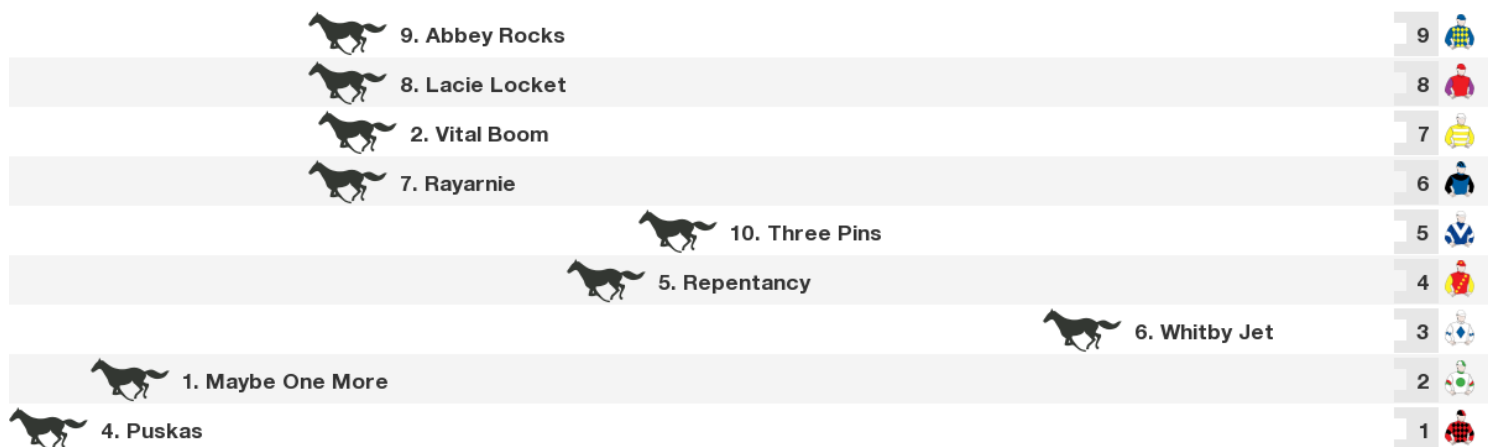 9. Abbey Rocks 9
8. Lacie Locket 8
2. Vital Boom 7
7. Rayarnie 6
10. Three Pins 5
5. Repentancy 4
6. Whitby Jet 3
1. Maybe One More 2
4. Puskas 1